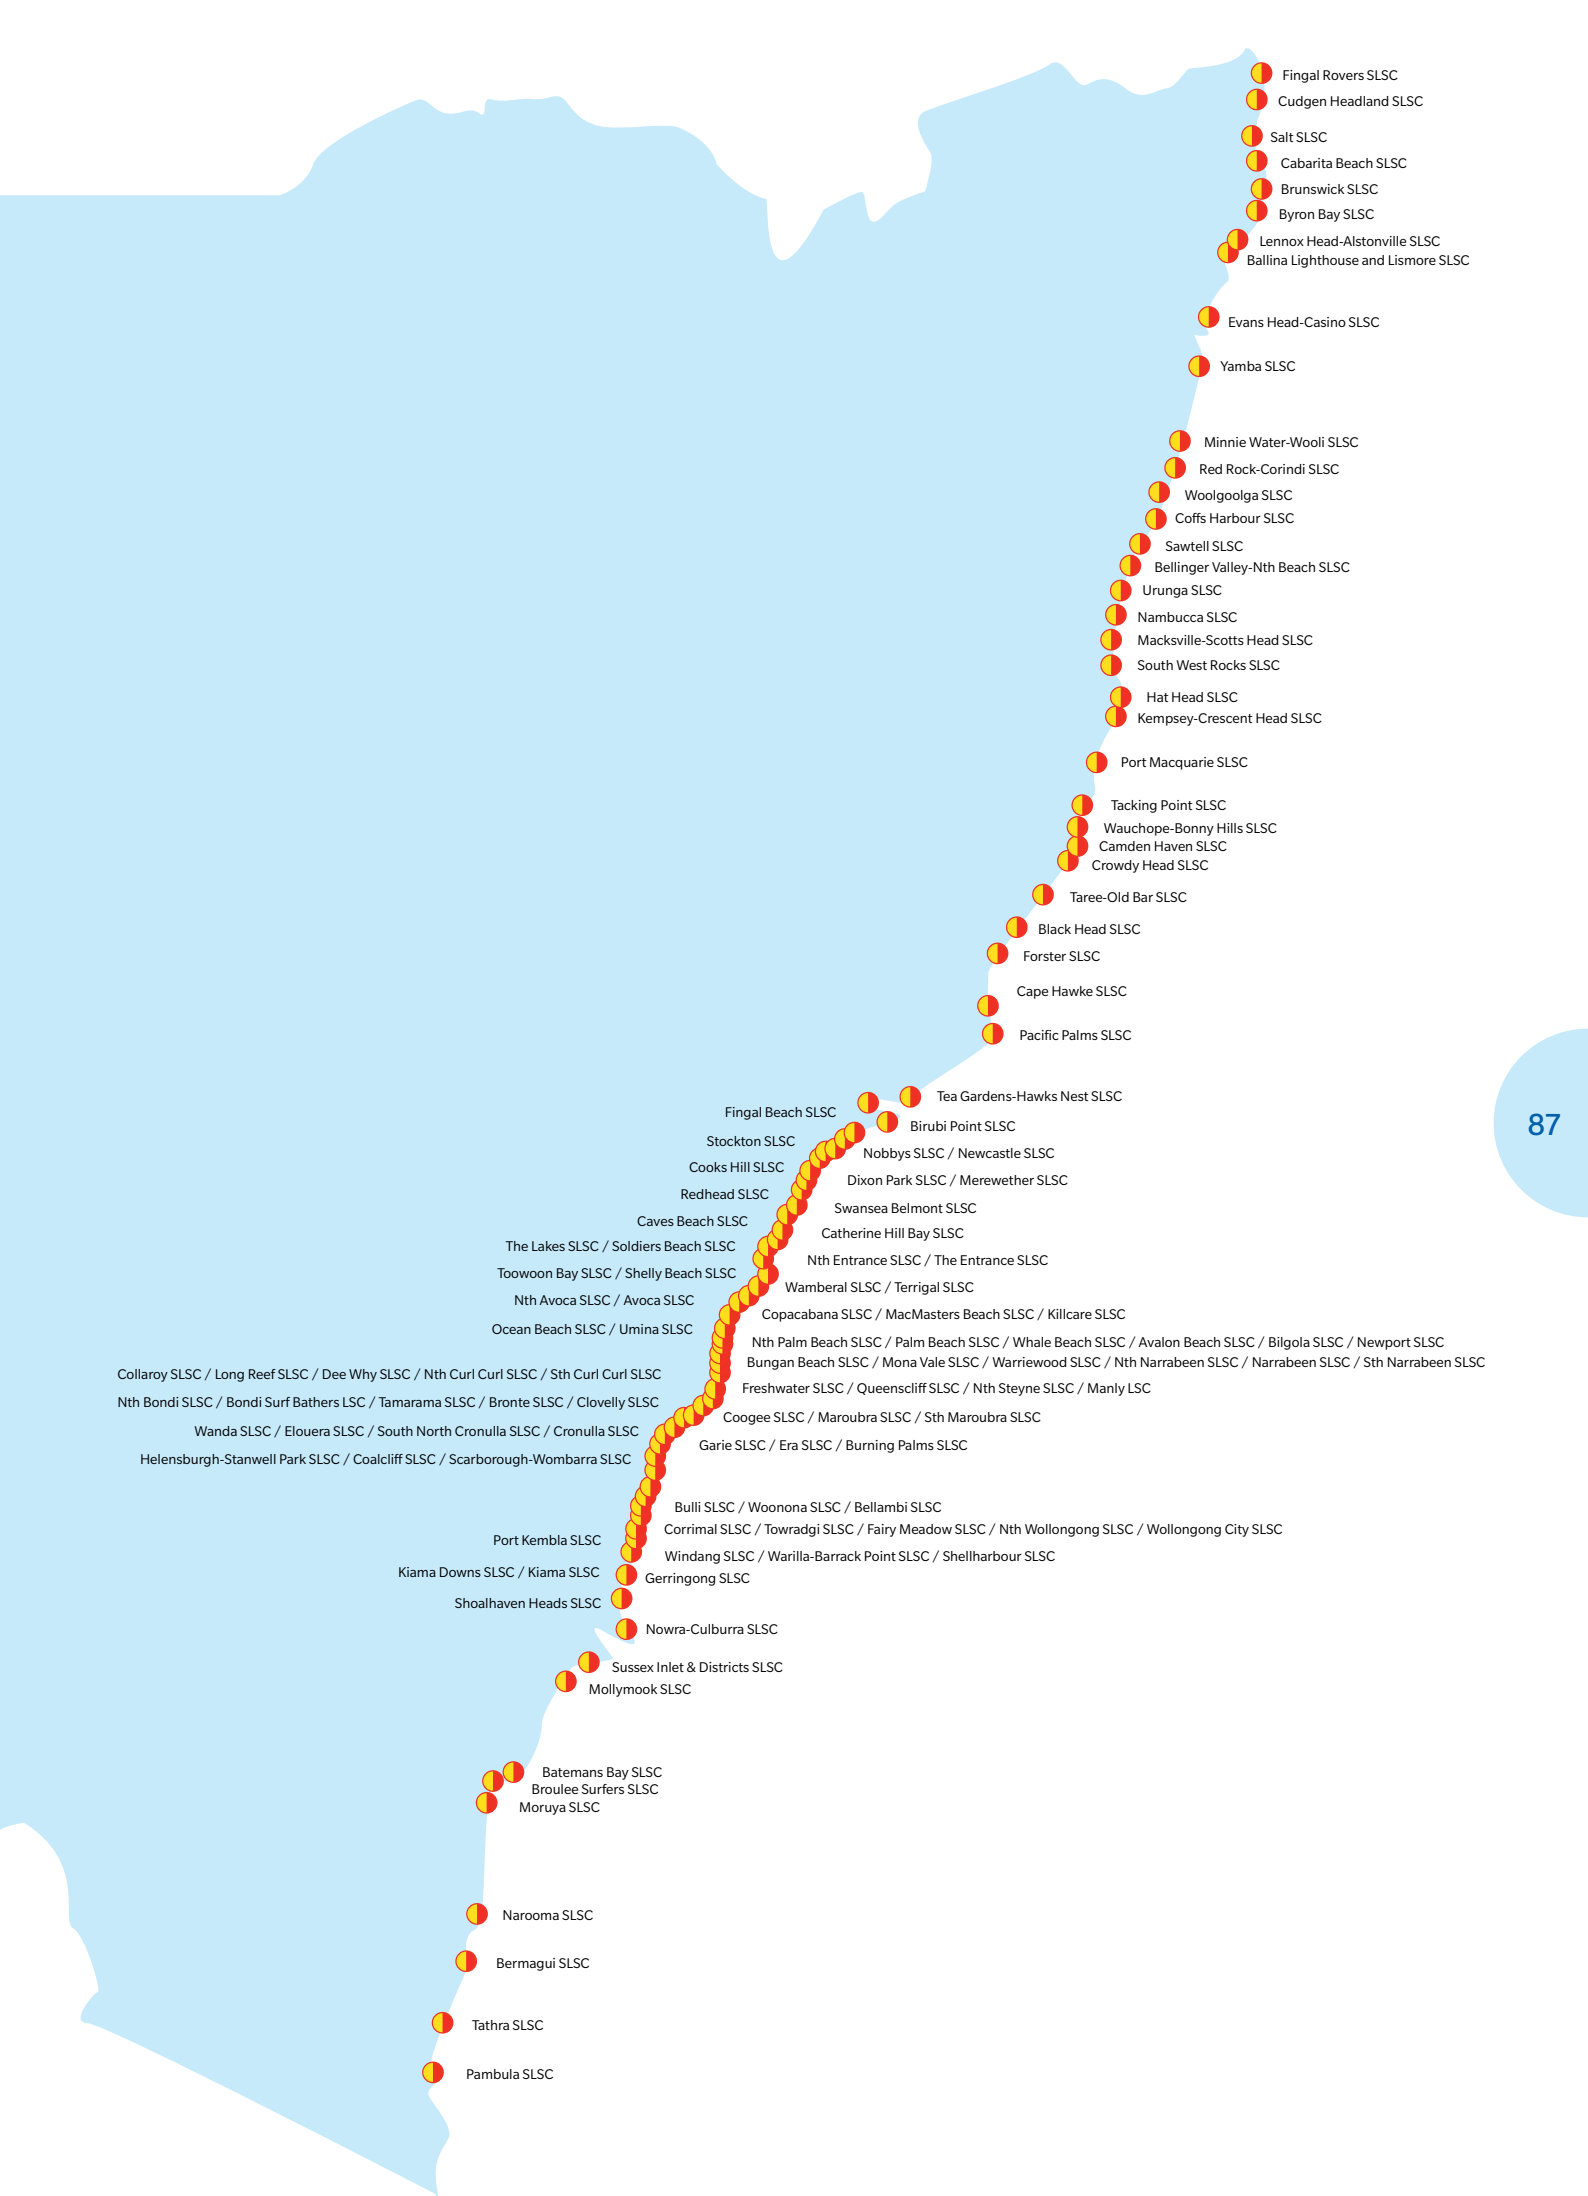 Fingal Rovers SLSC
Cudgen Headland SLSC
Salt SLSC
Cabarita Beach SLSC
Brunswick SLSC
Byron Bay SLSC
Lennox Head-Alstonville SLSC
Ballina Lighthouse and Lismore SLSC
Evans Head-Casino SLSC
Yamba SLSC
Minnie Water-Wooli SLSC
Red Rock-Corindi SLSC
Woolgoolga SLSC
Coffs Harbour SLSC
Sawtell SLSC
Bellinger Valley-Nth Beach SLSC
Urunga SLSC
Nambucca SLSC
Macksville-Scotts Head SLSC
South West Rocks SLSC
Hat Head SLSC
Kempsey-Crescent Head SLSC
Port Macquarie SLSC
Tacking Point SLSC
Wauchope-Bonny Hills SLSC
Camden Haven SLSC
Crowdy Head SLSC
Taree-Old Bar SLSC
Black Head SLSC
Forster SLSC
Cape Hawke SLSC
Pacific Palms SLSC
Tea Gardens-Hawks Nest SLSC
Fingal Beach SLSC
Birubi Point SLSC
87
Stockton SLSC
Nobbys SLSC / Newcastle SLSC
Cooks Hill SLSC
Dixon Park SLSC / Merewether SLSC
Redhead SLSC
Swansea Belmont SLSC
Caves Beach SLSC
Catherine Hill Bay SLSC
The Lakes SLSC / Soldiers Beach SLSC
Nth Entrance SLSC / The Entrance SLSC
Toowoon Bay SLSC / Shelly Beach SLSC
Wamberal SLSC / Terrigal SLSC
Nth Avoca SLSC / Avoca SLSC
Copacabana SLSC / MacMasters Beach SLSC / Killcare SLSC
Ocean Beach SLSC / Umina SLSC
Nth Palm Beach SLSC / Palm Beach SLSC / Whale Beach SLSC / Avalon Beach SLSC / Bilgola SLSC / Newport SLSC
Bungan Beach SLSC / Mona Vale SLSC / Warriewood SLSC / Nth Narrabeen SLSC / Narrabeen SLSC / Sth Narrabeen SLSC
Collaroy SLSC / Long Reef SLSC / Dee Why SLSC / Nth Curl Curl SLSC / Sth Curl Curl SLSC
Freshwater SLSC / Queenscliff SLSC / Nth Steyne SLSC / Manly LSC
Nth Bondi SLSC / Bondi Surf Bathers LSC / Tamarama SLSC / Bronte SLSC / Clovelly SLSC
Coogee SLSC / Maroubra SLSC / Sth Maroubra SLSC
Wanda SLSC / Elouera SLSC / South North Cronulla SLSC / Cronulla SLSC
Garie SLSC / Era SLSC / Burning Palms SLSC
Helensburgh-Stanwell Park SLSC / Coalcliff SLSC / Scarborough-Wombarra SLSC
Bulli SLSC / Woonona SLSC / Bellambi SLSC
Corrimal SLSC / Towradgi SLSC / Fairy Meadow SLSC / Nth Wollongong SLSC / Wollongong City SLSC
Port Kembla SLSC
Windang SLSC / Warilla-Barrack Point SLSC / Shellharbour SLSC
Kiama Downs SLSC / Kiama SLSC
Gerringong SLSC
Shoalhaven Heads SLSC
Nowra-Culburra SLSC
Sussex Inlet & Districts SLSC
Mollymook SLSC
Batemans Bay SLSC
Broulee Surfers SLSC
Moruya SLSC
Narooma SLSC
Bermagui SLSC
Tathra SLSC
Pambula SLSC